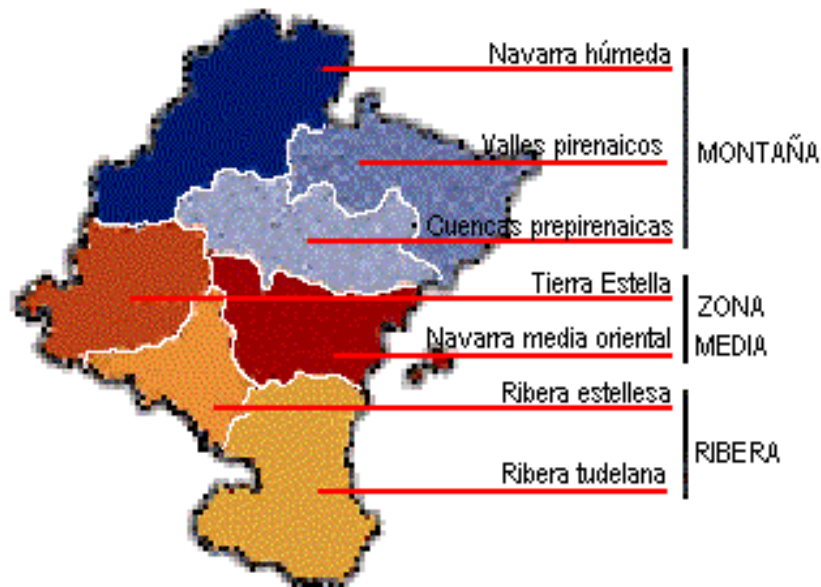 Navarra húmeda
Valles pirenaicos
MONTAÑA
Cuencas prepirenaicas
Tierra Estella
ZONA
MEDIA
Navarra media oriental
Ribera estellesa
RIBERA
Ribera tudelana